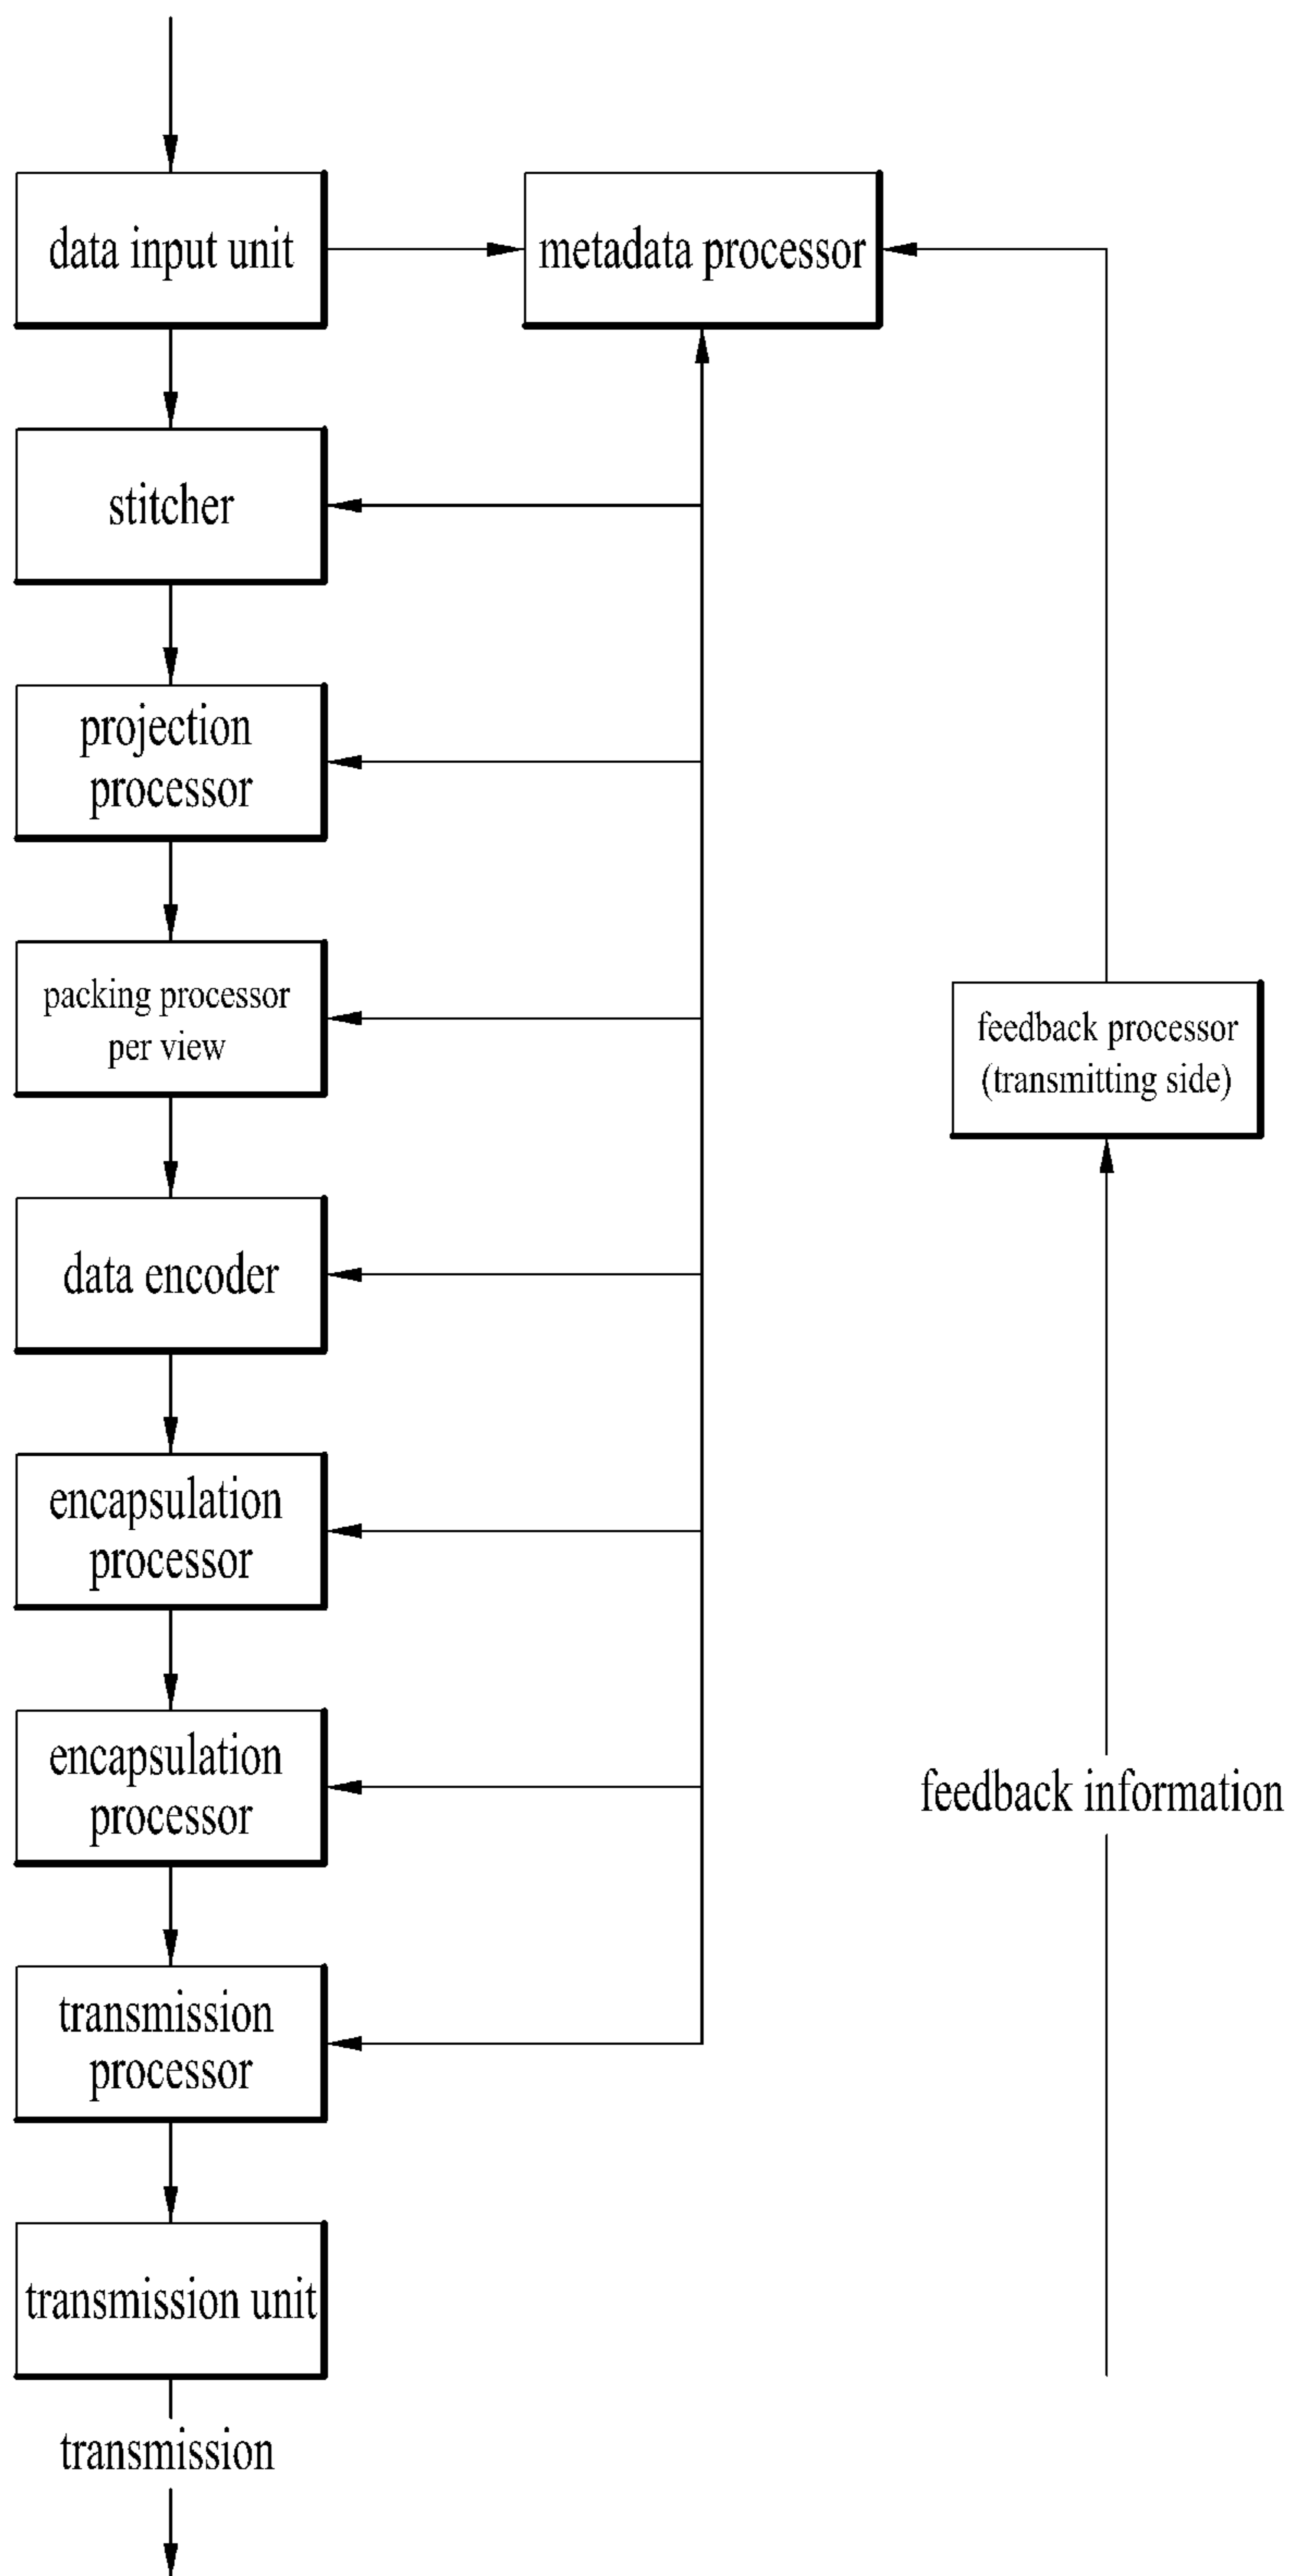 data input unit
metadata processor
stitcher
projection
processor
packing processor
per view
feedback processor
(transmitting side)
data encoder
encapsulation
processor
encapsulation
processor
feedback information
transmission
processor
transmission unit
transmission